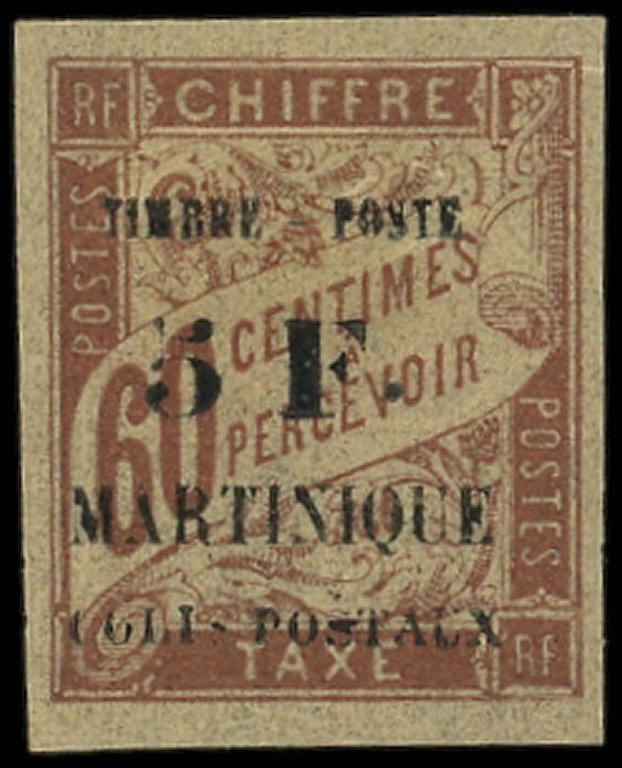 RF CHIFFRE
POSTES
TIMBRE - POSTE
60 CENTIMES
À
PERCEVOIR
5 F.
POSTES
MARTINIQUE
COLIS POSTAUX
TAXE RF